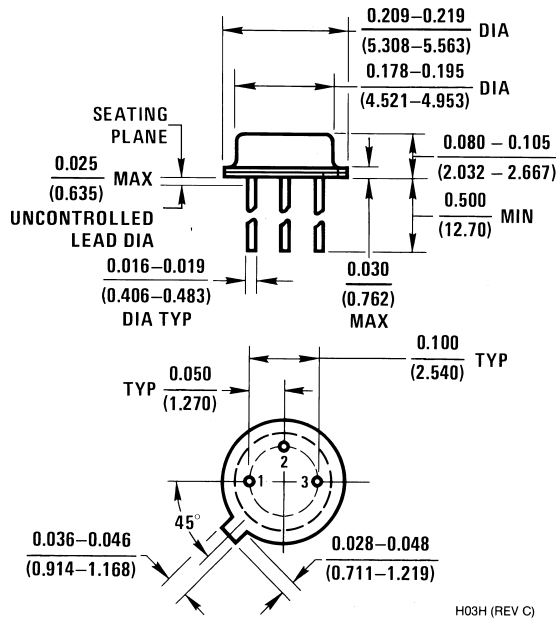 0.209–0.219
(5.308–5.563)
DIA
0.178–0.195
(4.521–4.953)
DIA
SEATING
PLANE
0.080 – 0.105
(2.032 – 2.667)
0.025
(0.635)
MAX
UNCONTROLLED
LEAD DIA
0.500
(12.70)
MIN
0.016–0.019
(0.406–0.483)
DIA TYP
0.030
(0.762)
MAX
0.100
(2.540)
TYP
TYP
0.050
(1.270)
2
1
3
45°
0.036–0.046
(0.914–1.168)
0.028–0.048
(0.711–1.219)
H03H (REV C)